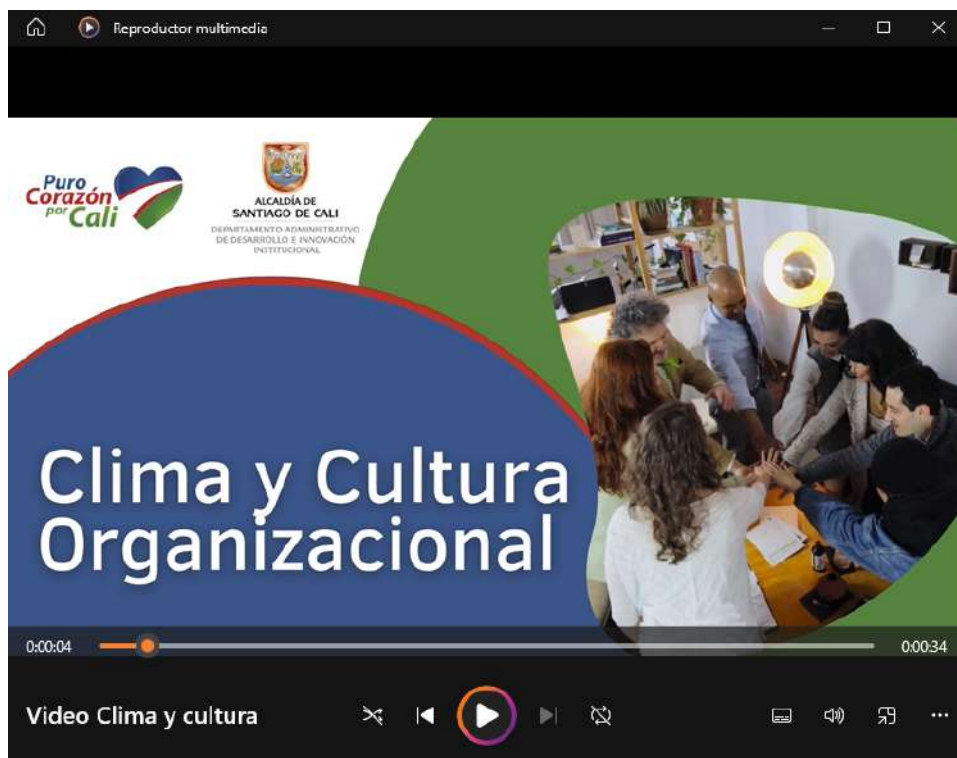 Reproductor multimedia
Puro
Corazón
por Cali
ALCALDÍA DE
SANTIAGO DE CALI
DEPARTAMENTO ADMINISTRATIVO
DE DESARROLLO E INNOVACIÓN
INSTITUCIONAL
Clima y Cultura
Organizacional
0:00:04
0:00:34
Video Clima y cultura